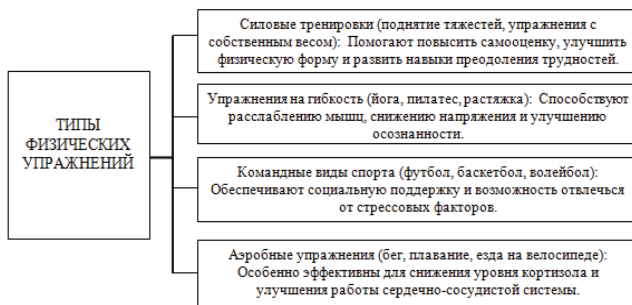 ТИПЫ
ФИЗИЧЕСКИХ
УПРАЖНЕНИЙ
Силовые тренировки (поднятие тяжестей, упражнения с
собственным весом): Помогают повысить самооценку, улучшить
физическую форму и развить навыки преодоления трудностей.
Упражнения на гибкость (йога, пилатес, растяжка): Способствуют
расслаблению мышц, снижению напряжения и улучшению
осознанности.
Командные виды спорта (футбол, баскетбол, волейбол):
Обеспечивают социальную поддержку и возможность отвлечься
от стрессовых факторов.
Аэробные упражнения (бег, плавание, езда на велосипеде):
Особенно эффективны для снижения уровня кортизола и
улучшения работы сердечно-сосудистой системы.